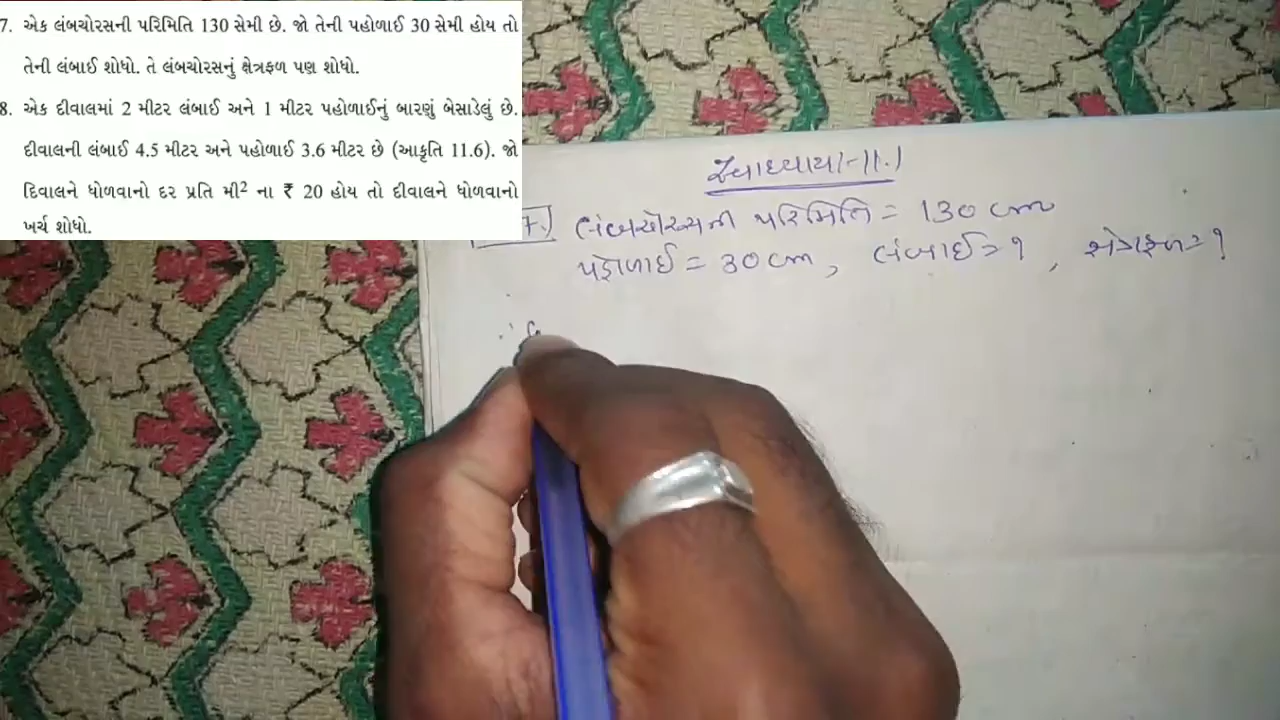 7. એક લંબચોરસની પરિમિતિ 130 સેમી છે. જો તેની પહોળાઈ 30 સેમી હોય તો
તેની લંબાઈ શોધો. તે લંબચોરસનું ક્ષેત્રફળ પણ શોધો.
8. એક દીવાલમાં 2 મીટર લંબાઈ અને 1 મીટર પહોળાઈનું બારણું બેસાડેલું છે.
દીવાલની લંબાઈ 4.5 મીટર અને પહોળાઈ 3.6 મીટર છે (આકૃતિ 11.6). જો
દિવાલને ધોળવાનો દર પ્રતિ મી² ના ₹ 20 હોય તો દીવાલને ધોળવાનો
ખર્ચ શોધો.
સ્વાધ્યાય-11.1
7. લંબચોરસની પરિમિતિ = 130 cm
પહોળાઈ = 30 cm, લંબાઈ = ?, ક્ષેત્રફળ = ?